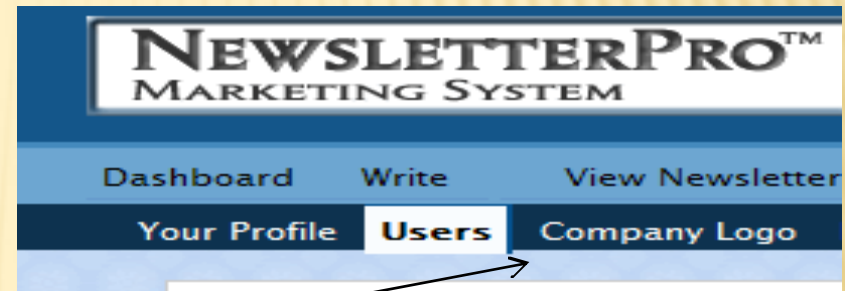 NEWSLETTERPRO™
MARKETING SYSTEM
Dashboard Write View Newsletter
Your Profile Users Company Logo